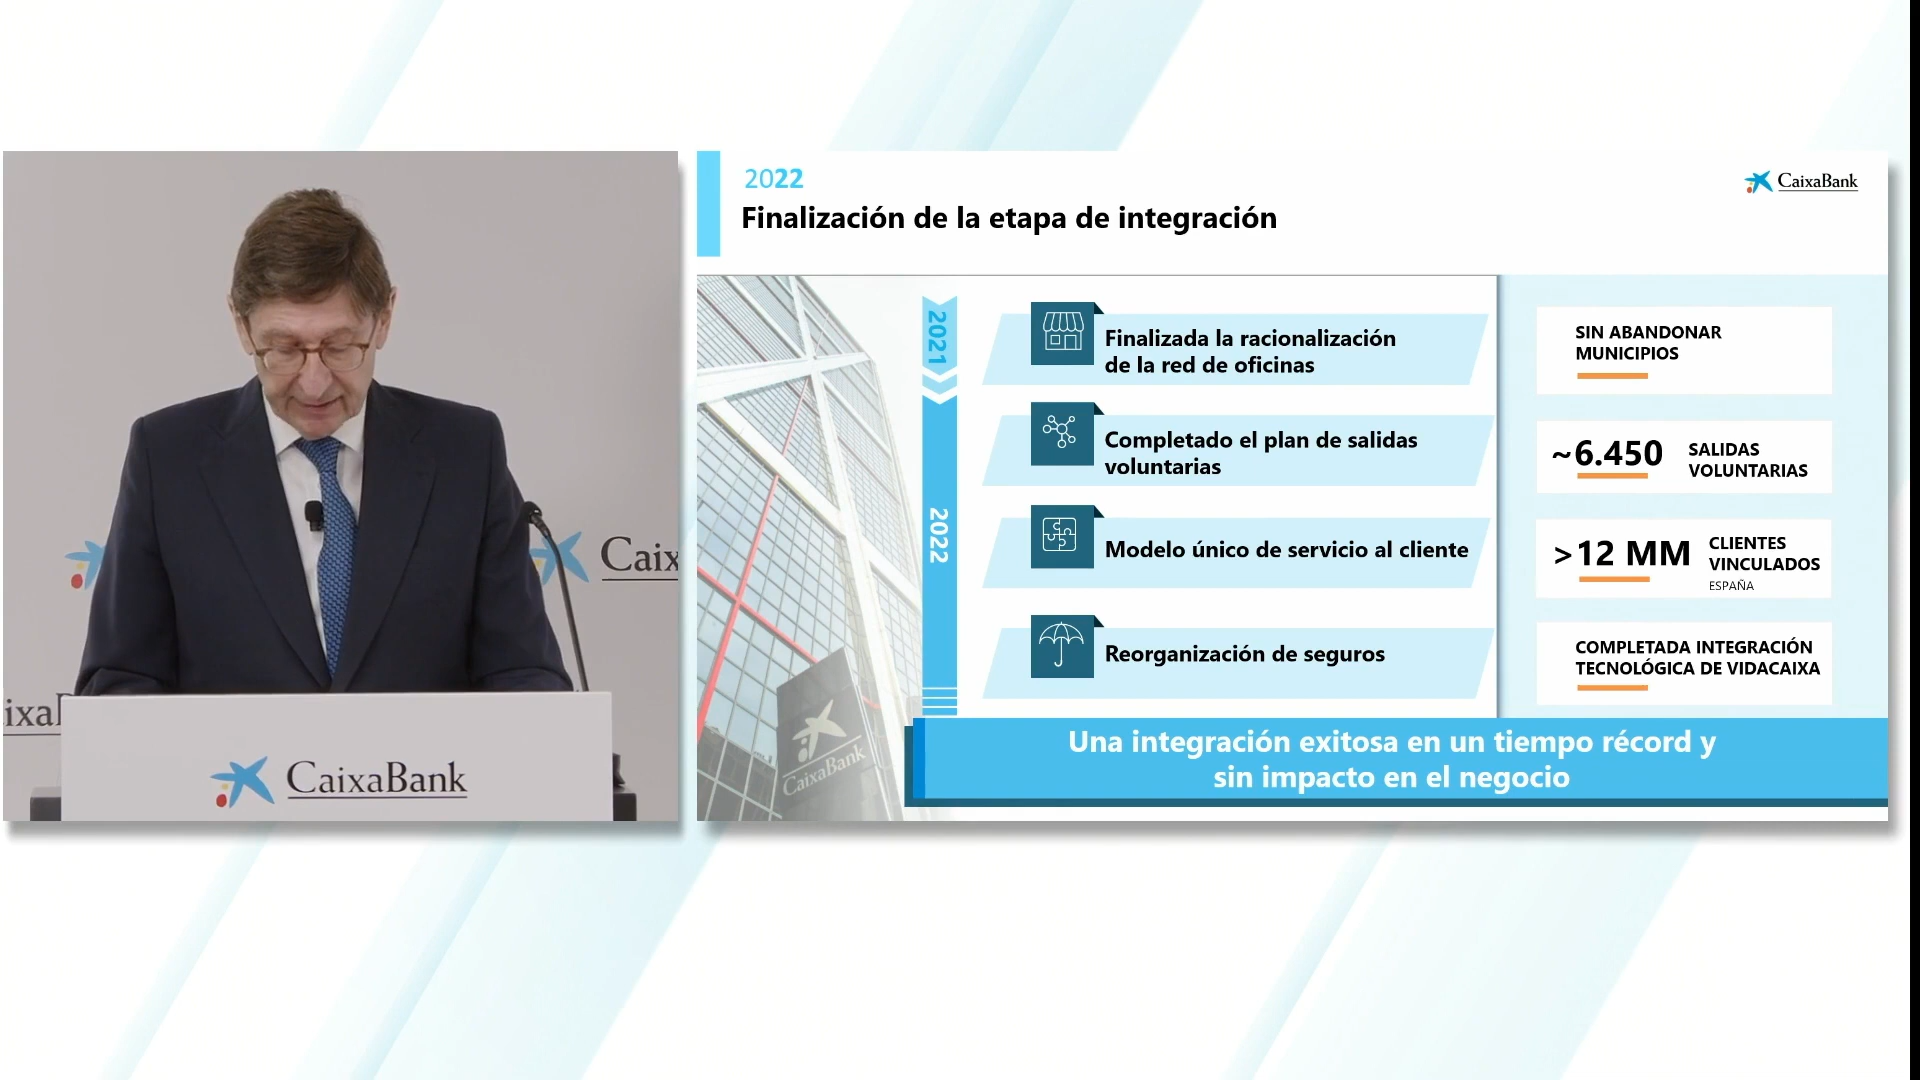 Caix
ixaB
CaixaBank
2022
Finalización de la etapa de integración
CaixaBank
2021
2022
Finalizada la racionalización
de la red de oficinas
Completado el plan de salidas
voluntarias
Modelo único de servicio al cliente
Reorganización de seguros
SIN ABANDONAR
MUNICIPIOS
~6.450 SALIDAS
VOLUNTARIAS
>12 MM CLIENTES
VINCULADOS
ESPAÑA
COMPLETADA INTEGRACIÓN
TECNOLÓGICA DE VIDACAIXA
CaixaBank
Una integración exitosa en un tiempo récord y
sin impacto en el negocio